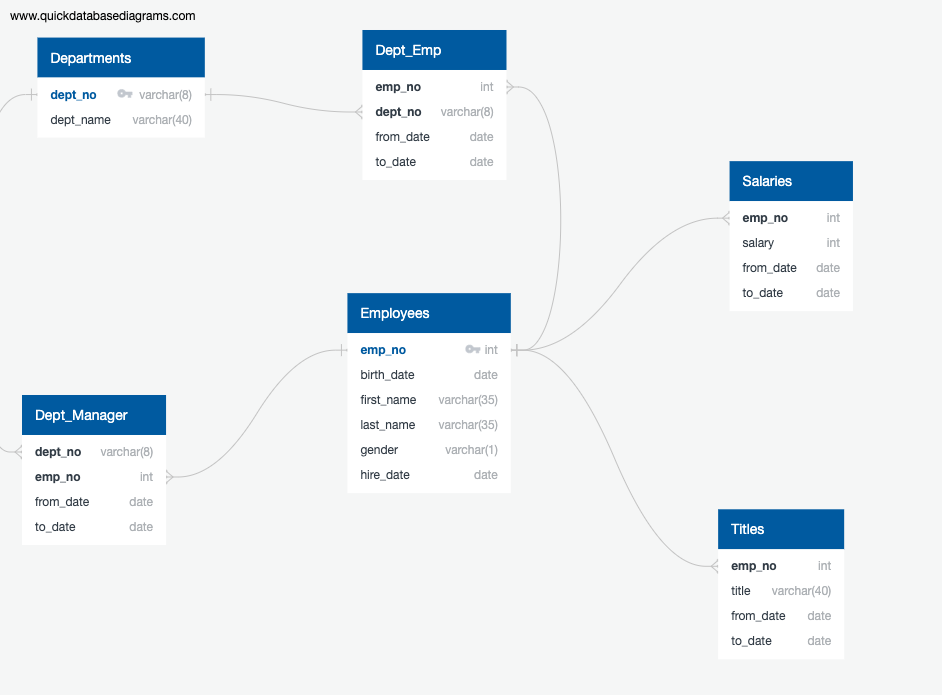 www.quickdatabasediagrams.com
Departments
dept_no varchar(8)
dept_name varchar(40)
Dept_Emp
emp_no int
dept_no varchar(8)
from_date date
to_date date
Salaries
emp_no int
salary int
from_date date
to_date date
Employees
emp_no int
birth_date date
first_name varchar(35)
last_name varchar(35)
gender varchar(1)
hire_date date
Dept_Manager
dept_no varchar(8)
emp_no int
from_date date
to_date date
Titles
emp_no int
title varchar(40)
from_date date
to_date date